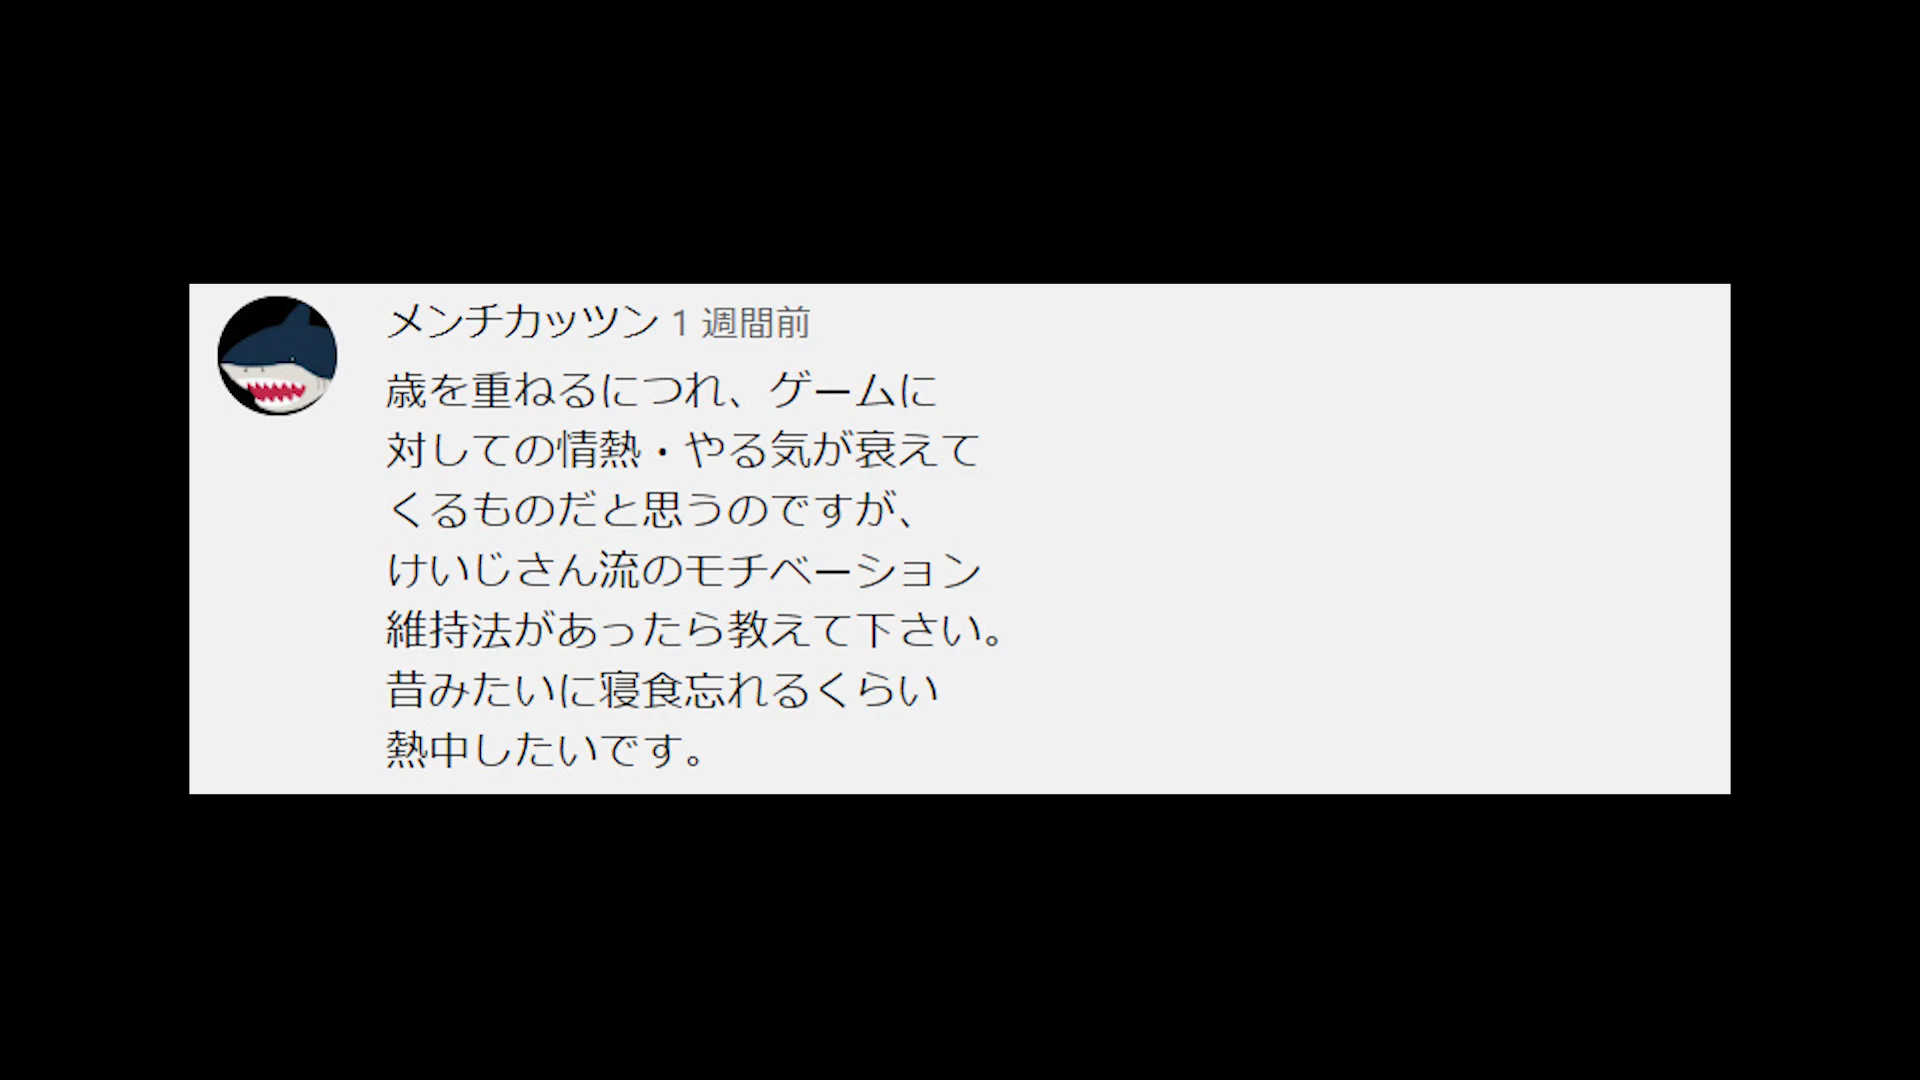 メンチカッツン 1 週間前
歳を重ねるにつれ、ゲームに
対しての情熱・やる気が衰えて
くるものだと思うのですが、
けいじさん流のモチベーション
維持法があったら教えて下さい。
昔みたいに寝食忘れるくらい
熱中したいです。